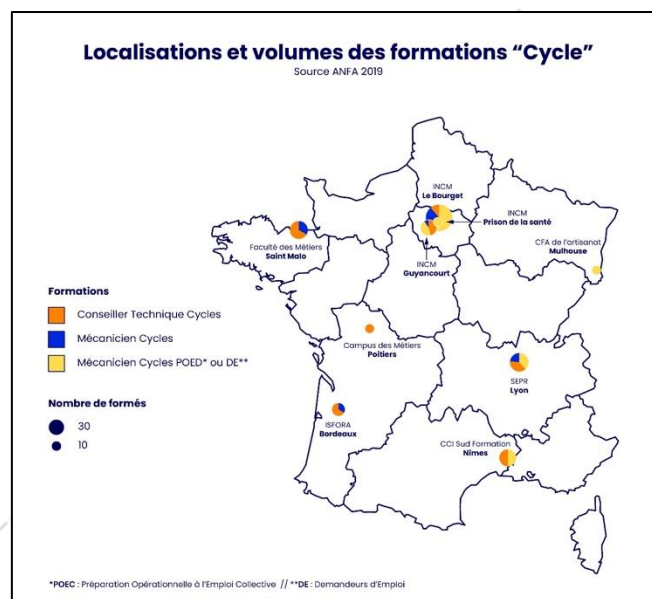 Localisations et volumes des formations “Cycle”
Source ANFA 2019
INCM
Le Bourget
INCM
Prison de la santé
CFA de l'artisanat
Mulhouse
Faculté des Métiers
Saint Malo
INCM
Guyancourt
Formations
Conseiller Technique Cycles
Mécanicien Cycles
Mécanicien Cycles POED* ou DE**
Campus des Métiers
Poitiers
SEPR
Lyon
Nombre de formés
30
10
ISFORA
Bordeaux
CCI Sud Formation
Nîmes
*POEC : Préparation Opérationnelle à l'Emploi Collective // **DE : Demandeurs d'Emploi